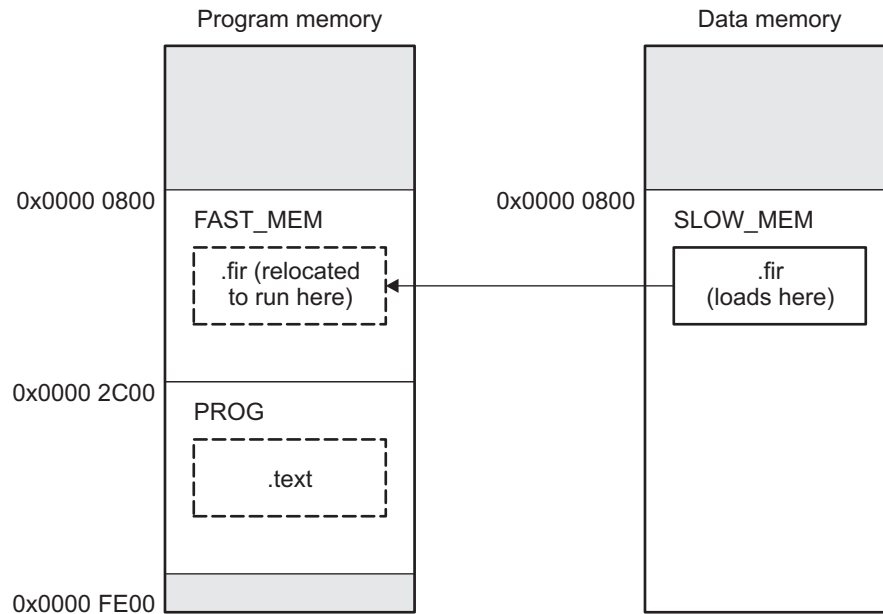 Program memory
Data memory
0x0000 0800
0x0000 0800
FAST_MEM
SLOW_MEM
.fir (relocated
to run here)
.fir
(loads here)
0x0000 2C00
PROG
.text
0x0000 FE00